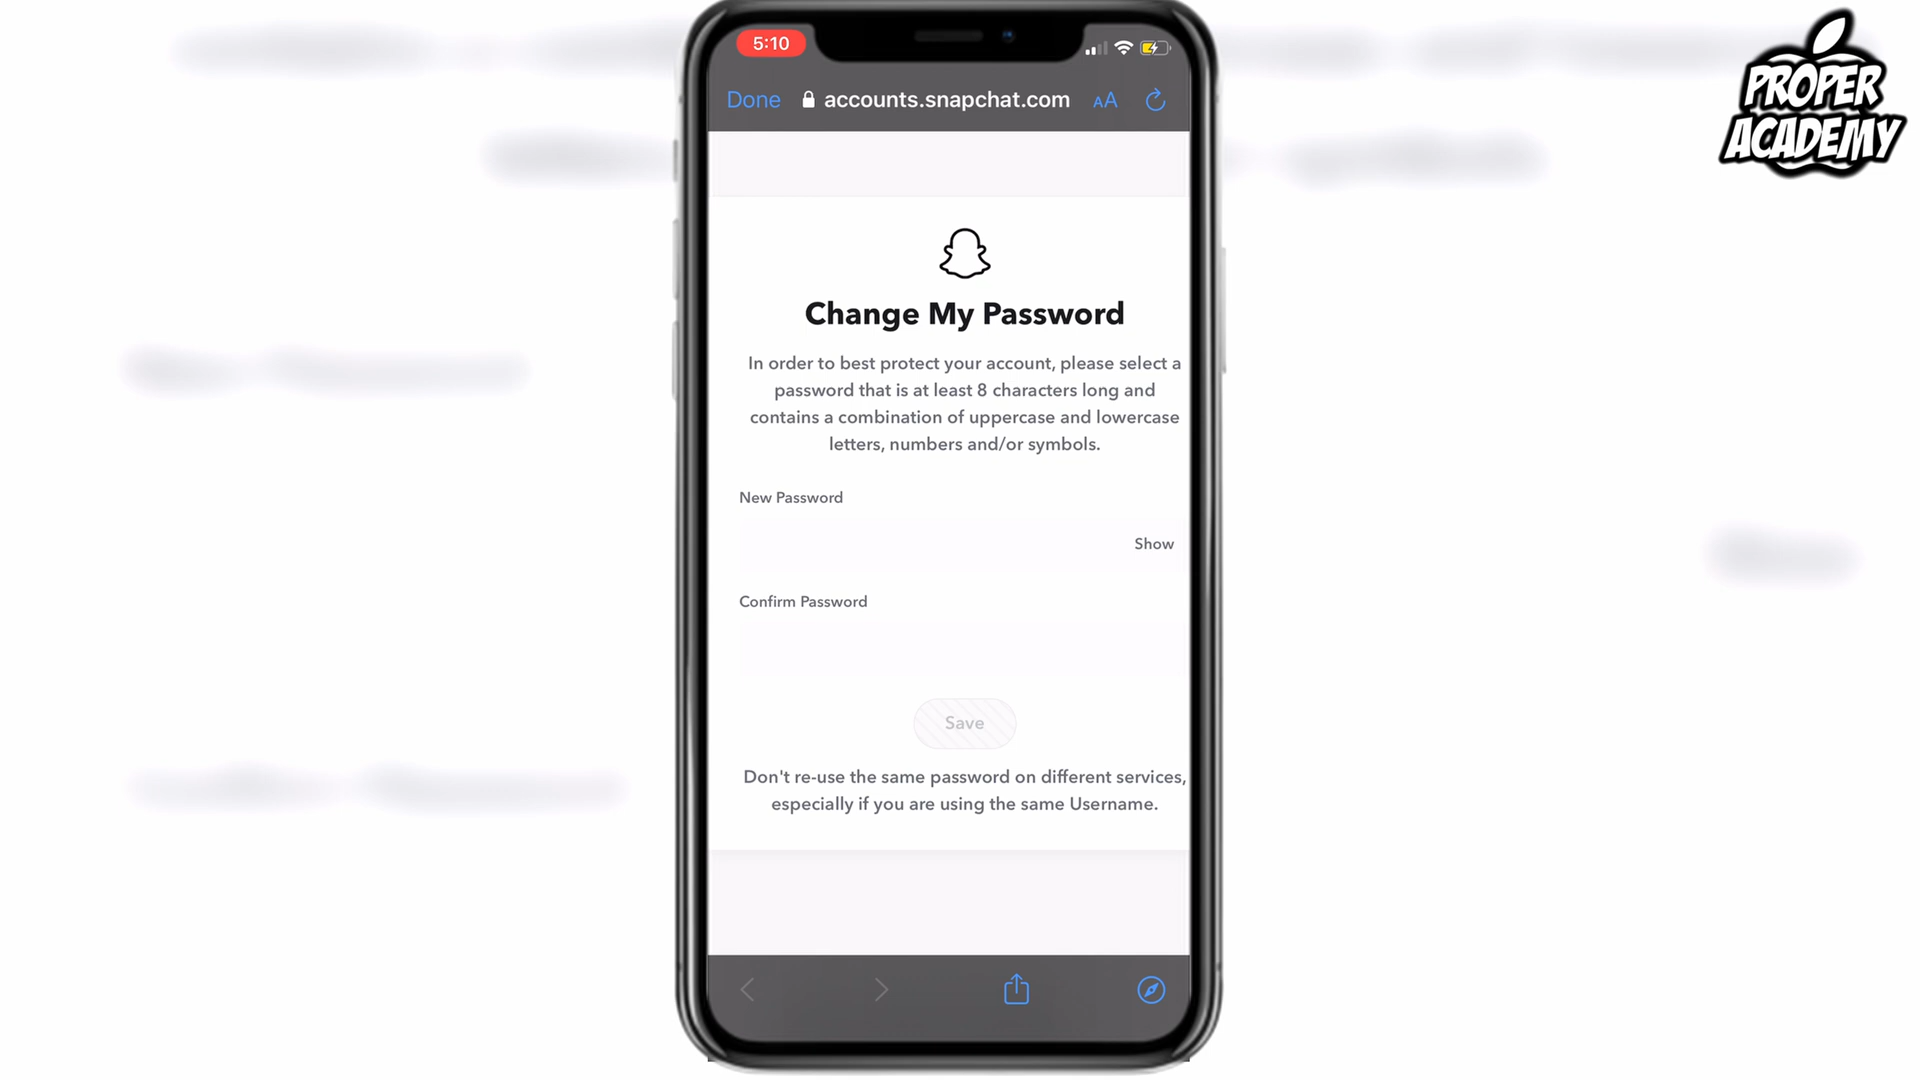 5:10
PROPER
ACADEMY
Done accounts.snapchat.com AA
Change My Password
In order to best protect your account, please select a
password that is at least 8 characters long and
contains a combination of uppercase and lowercase
letters, numbers and/or symbols.
New Password
Show
Confirm Password
Save
Don't re-use the same password on different services,
especially if you are using the same Username.